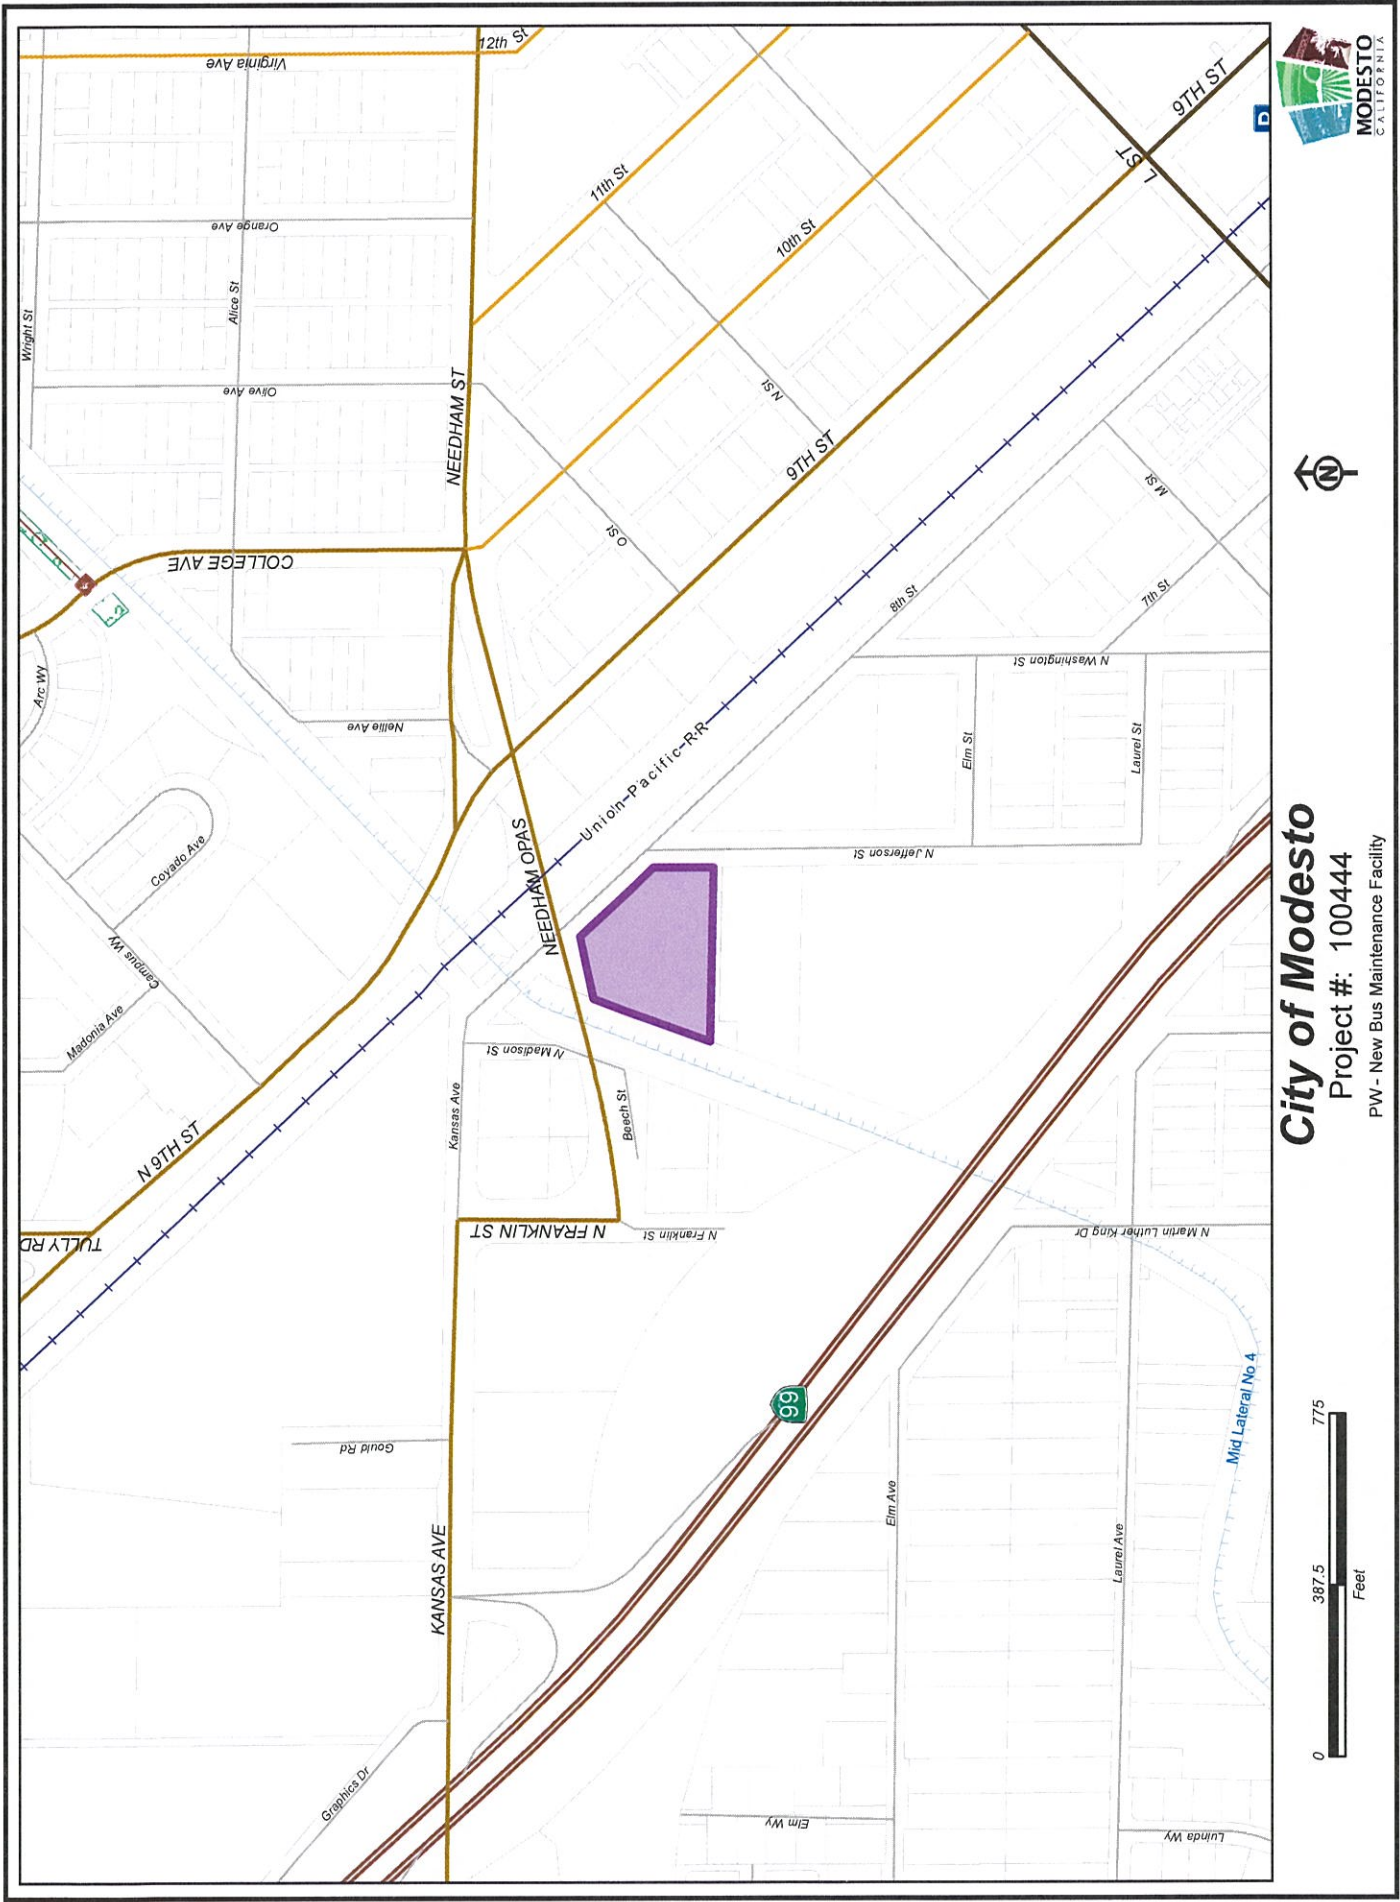 Virginia Ave
12th St
Wright St
Orange Ave
Alice St
Olive Ave
NEEDHAM ST
11th St
10th St
9TH ST
L ST
N St
9TH ST
O St
M St
8th St
7th St
N Washington St
COLLEGE AVE
Arc Wy
Nellie Ave
Covado Ave
Campus Wy
Madonia Ave
NEEDHAM OPAS
Union Pacific RR
Elm St
Laurel St
N Jefferson St
N 9TH ST
TULLY RD
Kansas Ave
N Madison St
Beech St
N FRANKLIN ST
N Franklin St
N Martin Luther King Dr
Gould Rd
KANSAS AVE
99
Elm Ave
Laurel Ave
Mid Lateral No 4
Graphics Dr
Elm Wy
Luinda Wy
P
N
MODESTO
CALIFORNIA
City of Modesto
Project #: 100444
PW - New Bus Maintenance Facility
0 387.5 775
Feet